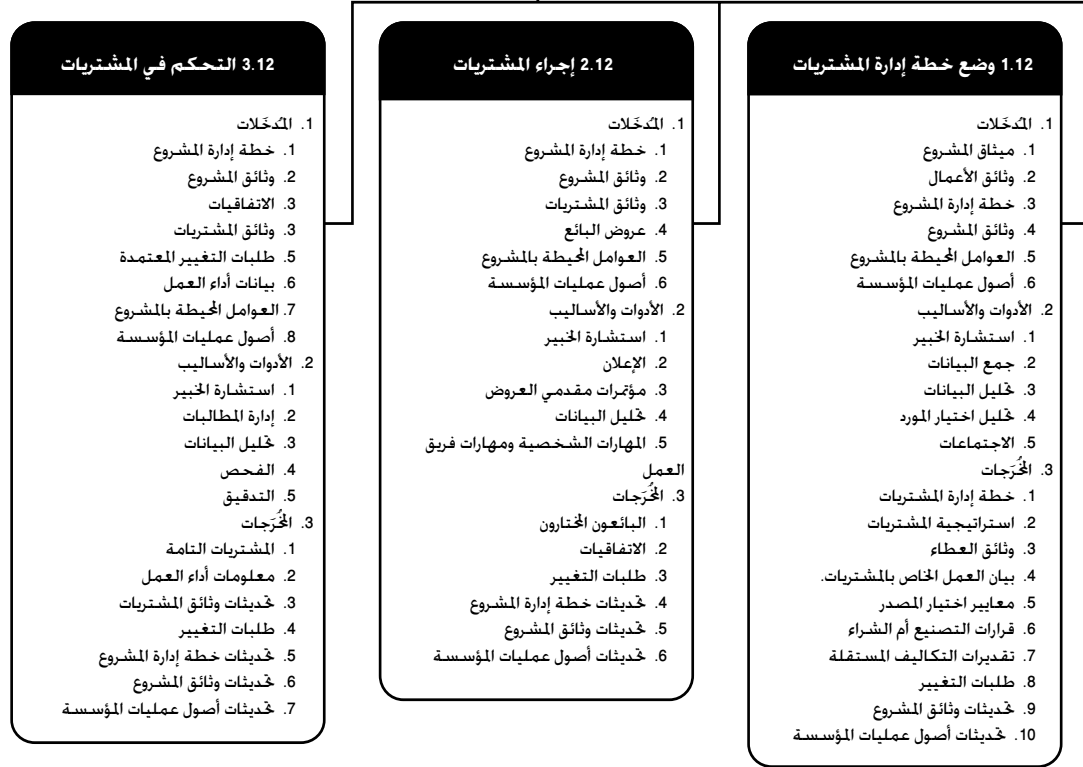 1.12 وضع خطة إدارة المشتريات
1. المُدخَلات
1. ميثاق المشروع
2. وثائق الأعمال
3. خطة إدارة المشروع
4. وثائق المشروع
5. العوامل المحيطة بالمشروع
6. أصول عمليات المؤسسة
2. الأدوات والأساليب
1. استشارة الخبير
2. جمع البيانات
3. تحليل البيانات
4. تحليل اختيار المورد
5. الاجتماعات
3. المُخرَجات
1. خطة إدارة المشتريات
2. استراتيجية المشتريات
3. وثائق العطاء
4. بيان العمل الخاص بالمشتريات.
5. معايير اختيار المصدر
6. قرارات التصنيع أم الشراء
7. تقديرات التكاليف المستقلة
8. طلبات التغيير
9. تحديثات وثائق المشروع
10. تحديثات أصول عمليات المؤسسة
2.12 إجراء المشتريات
1. المُدخَلات
1. خطة إدارة المشروع
2. وثائق المشروع
3. وثائق المشتريات
4. عروض البائع
5. العوامل المحيطة بالمشروع
6. أصول عمليات المؤسسة
2. الأدوات والأساليب
1. استشارة الخبير
2. الإعلان
3. مؤتمرات مقدمي العروض
4. تحليل البيانات
5. المهارات الشخصية ومهارات فريق
العمل
3. المُخرَجات
1. البائعون المختارون
2. الاتفاقيات
3. طلبات التغيير
4. تحديثات خطة إدارة المشروع
5. تحديثات وثائق المشروع
6. تحديثات أصول عمليات المؤسسة
3.12 التحكم في المشتريات
1. المُدخَلات
1. خطة إدارة المشروع
2. وثائق المشروع
3. الاتفاقيات
3. وثائق المشتريات
5. طلبات التغيير المعتمدة
6. بيانات أداء العمل
7. العوامل المحيطة بالمشروع
8. أصول عمليات المؤسسة
2. الأدوات والأساليب
1. استشارة الخبير
2. إدارة المطالبات
3. تحليل البيانات
4. الفحص
5. التدقيق
3. المُخرَجات
1. المشتريات التامة
2. معلومات أداء العمل
3. تحديثات وثائق المشتريات
4. طلبات التغيير
5. تحديثات خطة إدارة المشروع
6. تحديثات وثائق المشروع
7. تحديثات أصول عمليات المؤسسة